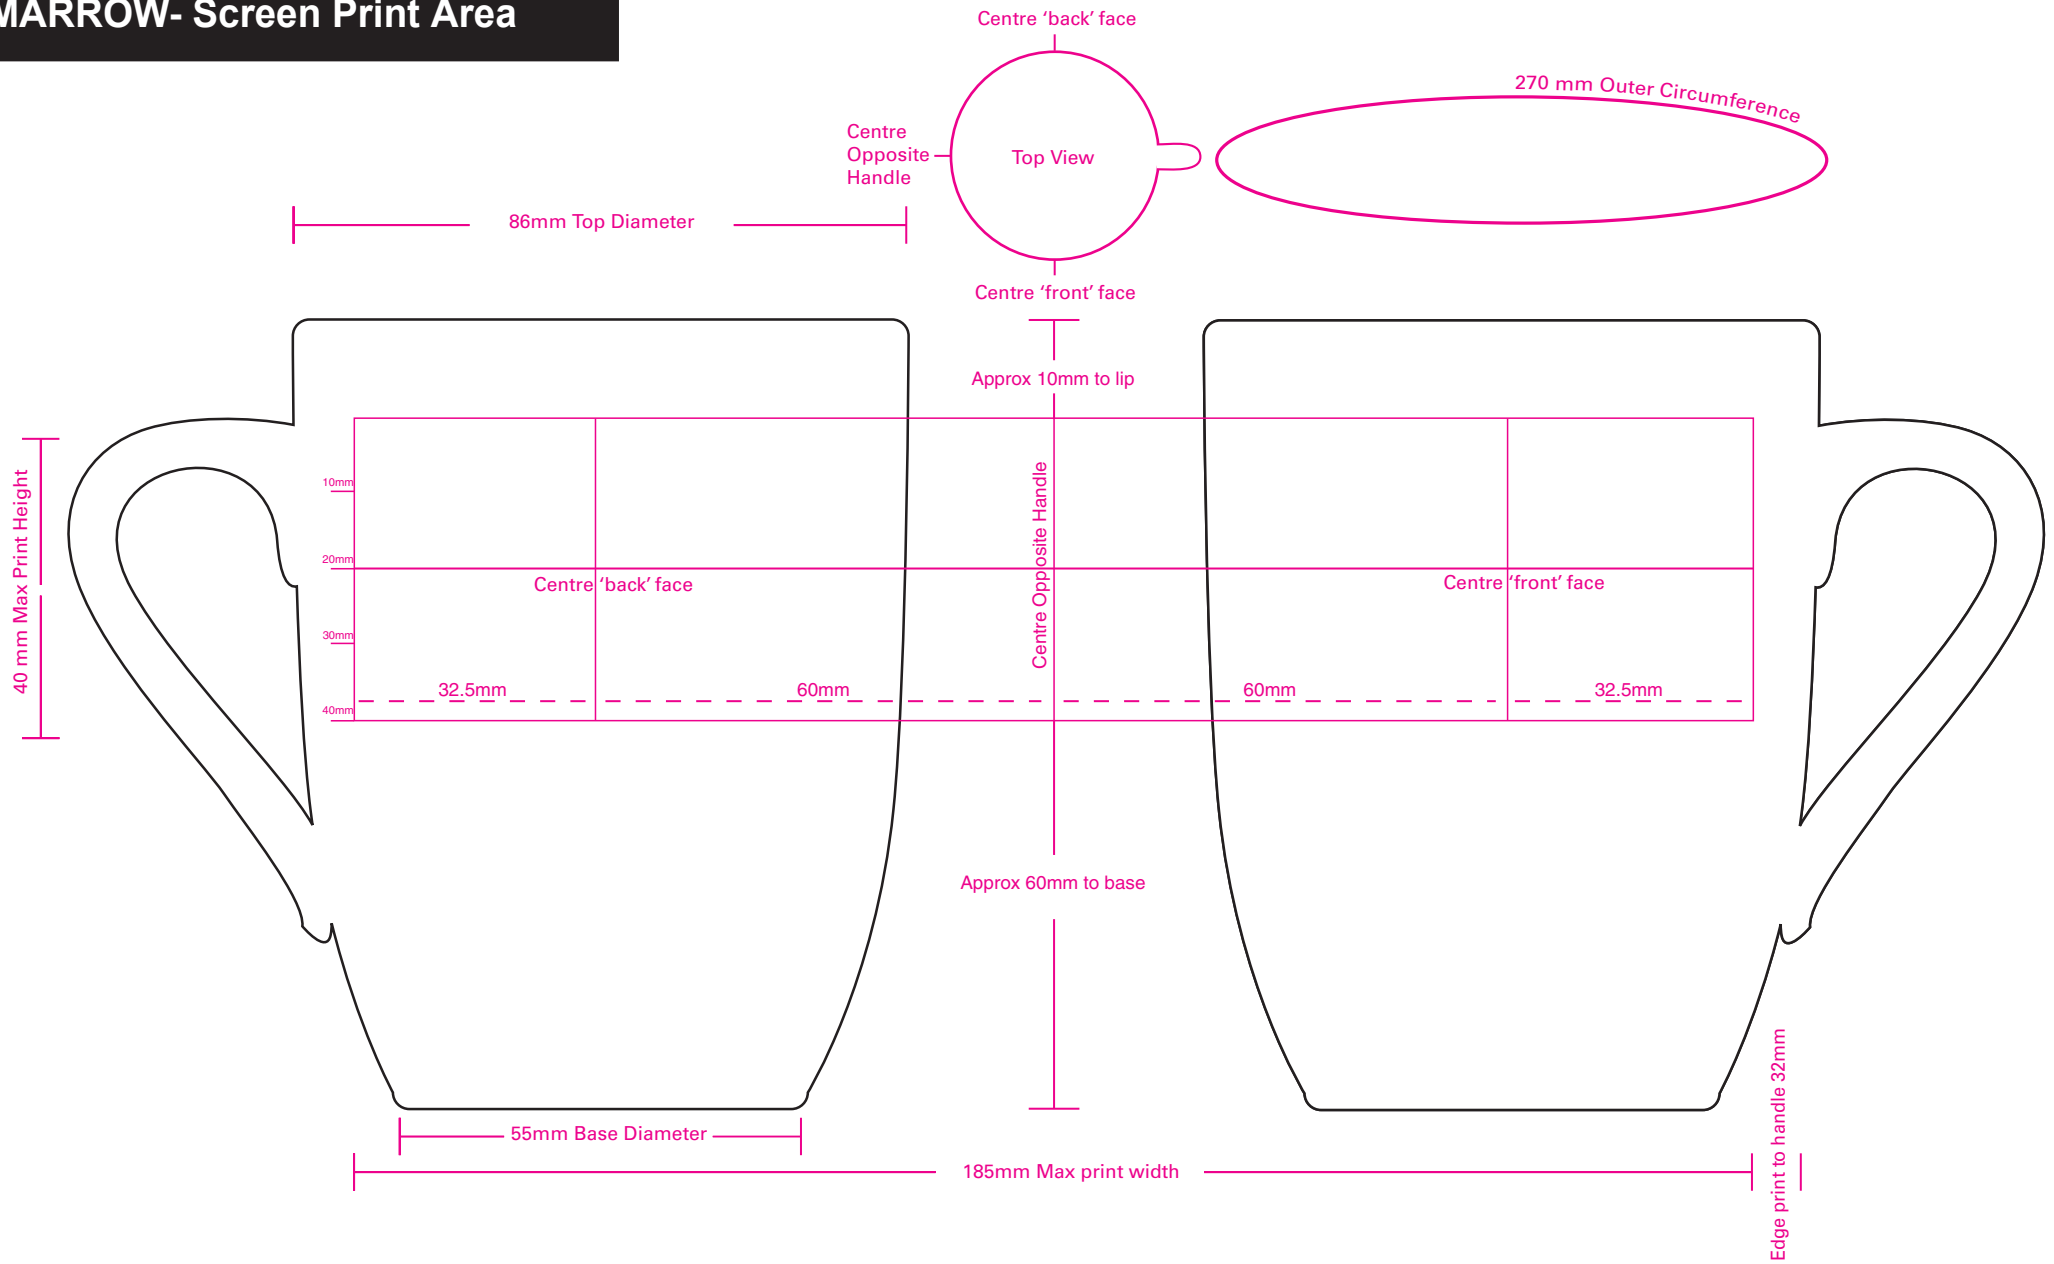 MARROW- Screen Print Area
Centre ‘back’ face
270 mm Outer Circumference
Centre
Opposite
Handle
Top View
86mm Top Diameter
Centre ‘front’ face
Approx 10mm to lip
40 mm Max Print Height
10mm
20mm
30mm
40mm
Centre ‘back’ face
Centre Opposite Handle
Centre ‘front’ face
32.5mm
60mm
60mm
32.5mm
Approx 60mm to base
55mm Base Diameter
185mm Max print width
Edge print to handle 32mm